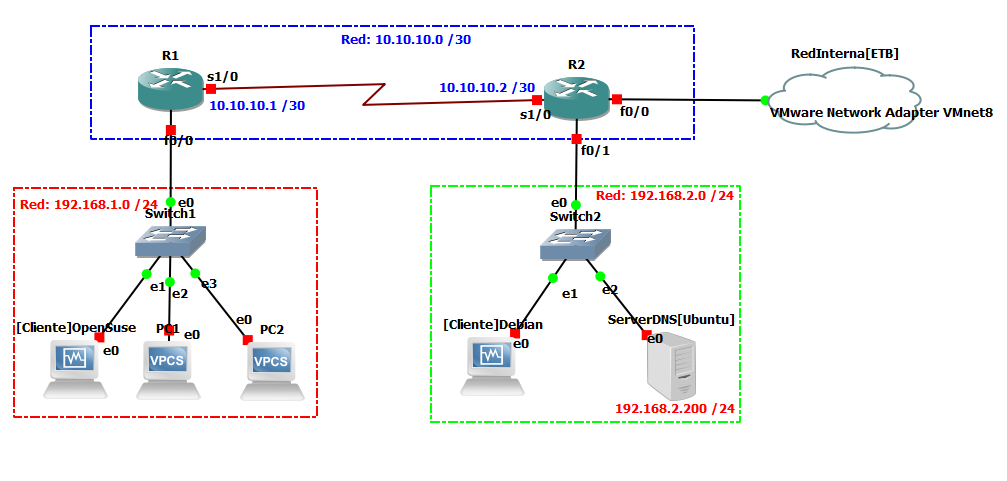 Red: 10.10.10.0 /30
R1
s1/0
10.10.10.1 /30
f0/0
10.10.10.2 /30
R2
s1/0
f0/0
f0/1
RedInterna[ETB]
VMware Network Adapter VMnet8
Red: 192.168.1.0 /24
e0
Switch1
e1
e2
e3
[Cliente]OpenSuse
e0
PC1
e0
VPCS
e0
PC2
VPCS
Red: 192.168.2.0 /24
e0
Switch2
e1
e2
[Cliente]Debian
e0
ServerDNS[Ubuntu]
e0
192.168.2.200 /24